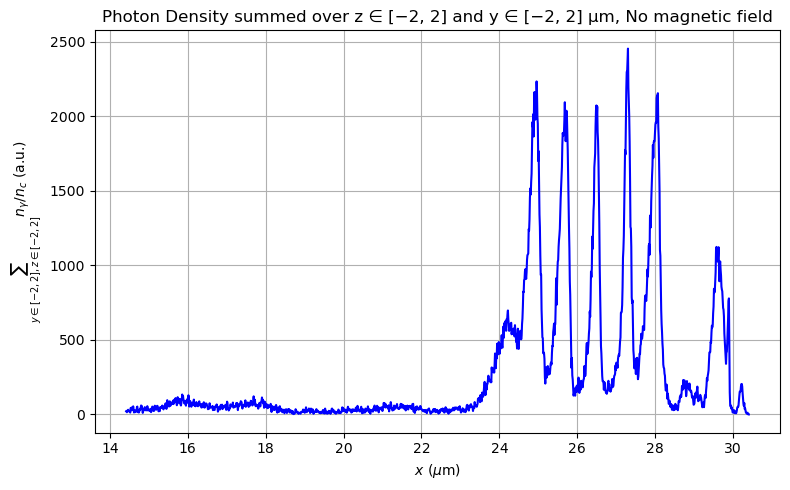 Photon Density summed over z ∈ [−2, 2] and y ∈ [−2, 2] μm, No magnetic field
∑ y ∈ [−2, 2], z ∈ [−2, 2] nγ/nc (a.u.)
2500
2000
1500
1000
500
0
14 16 18 20 22 24 26 28 30
x (μm)